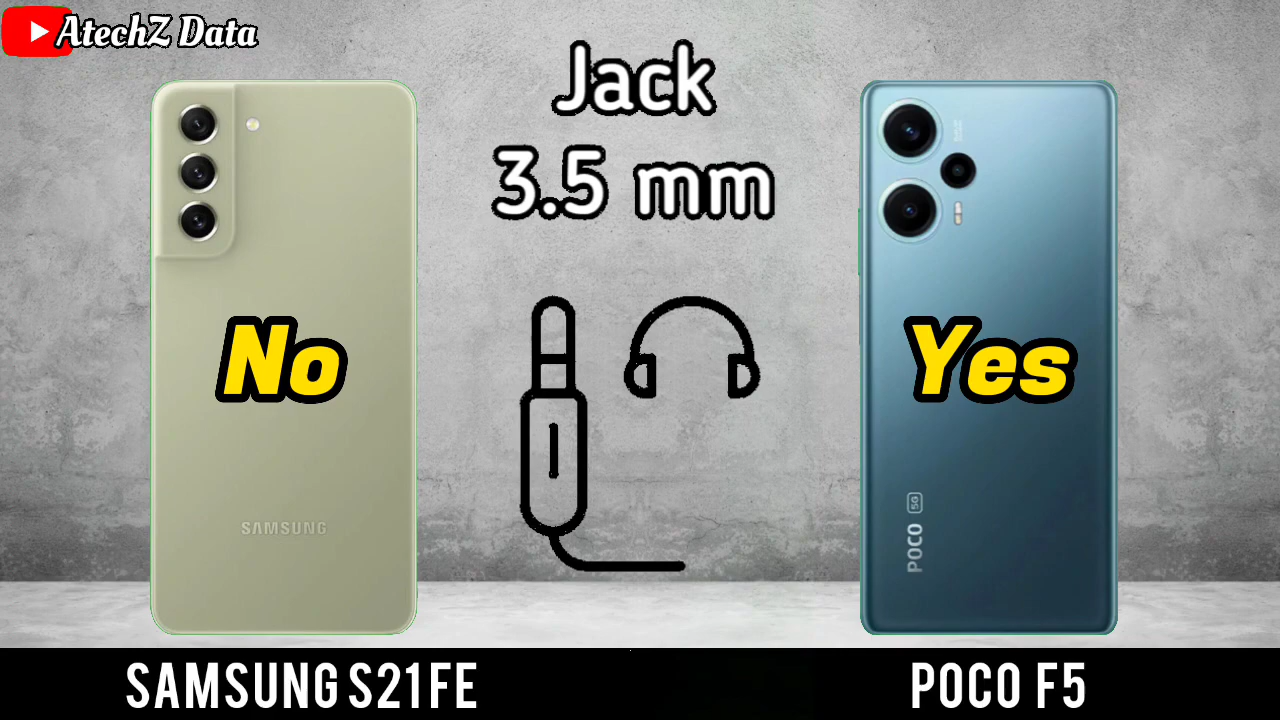 AtechZ Data
Jack
3.5 mm
No
Yes
SAMSUNG
POCO 5G
SAMSUNG S21FE
POCO F5